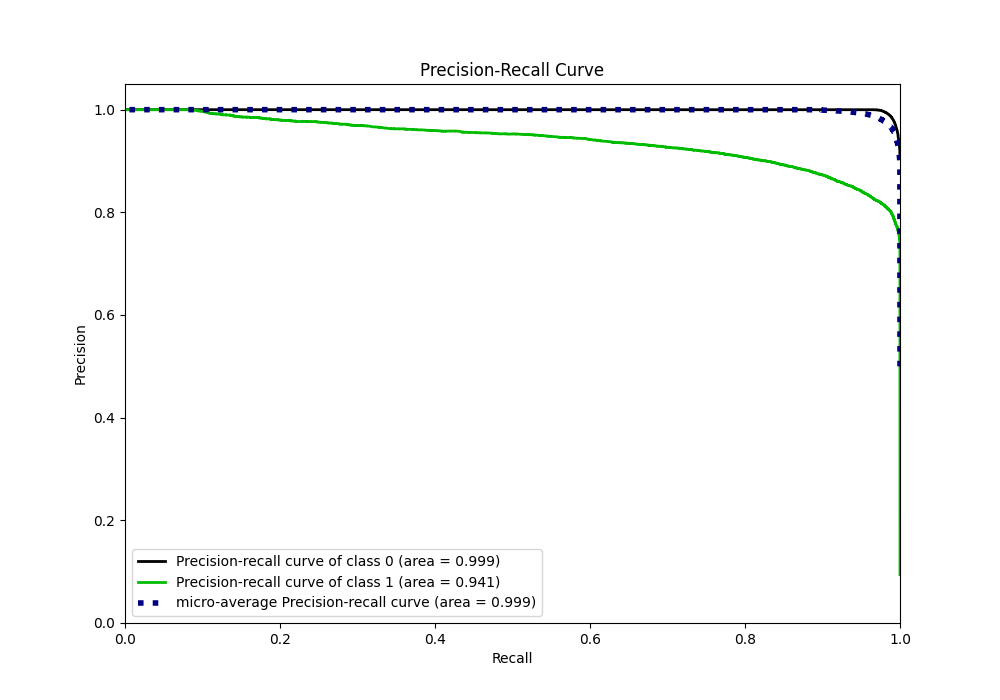 Precision-Recall Curve
1.0
0.8
0.6
0.4
0.2
0.0
Precision
Precision-recall curve of class 0 (area = 0.999)
Precision-recall curve of class 1 (area = 0.941)
micro-average Precision-recall curve (area = 0.999)
0.0 0.2 0.4 0.6 0.8 1.0
Recall